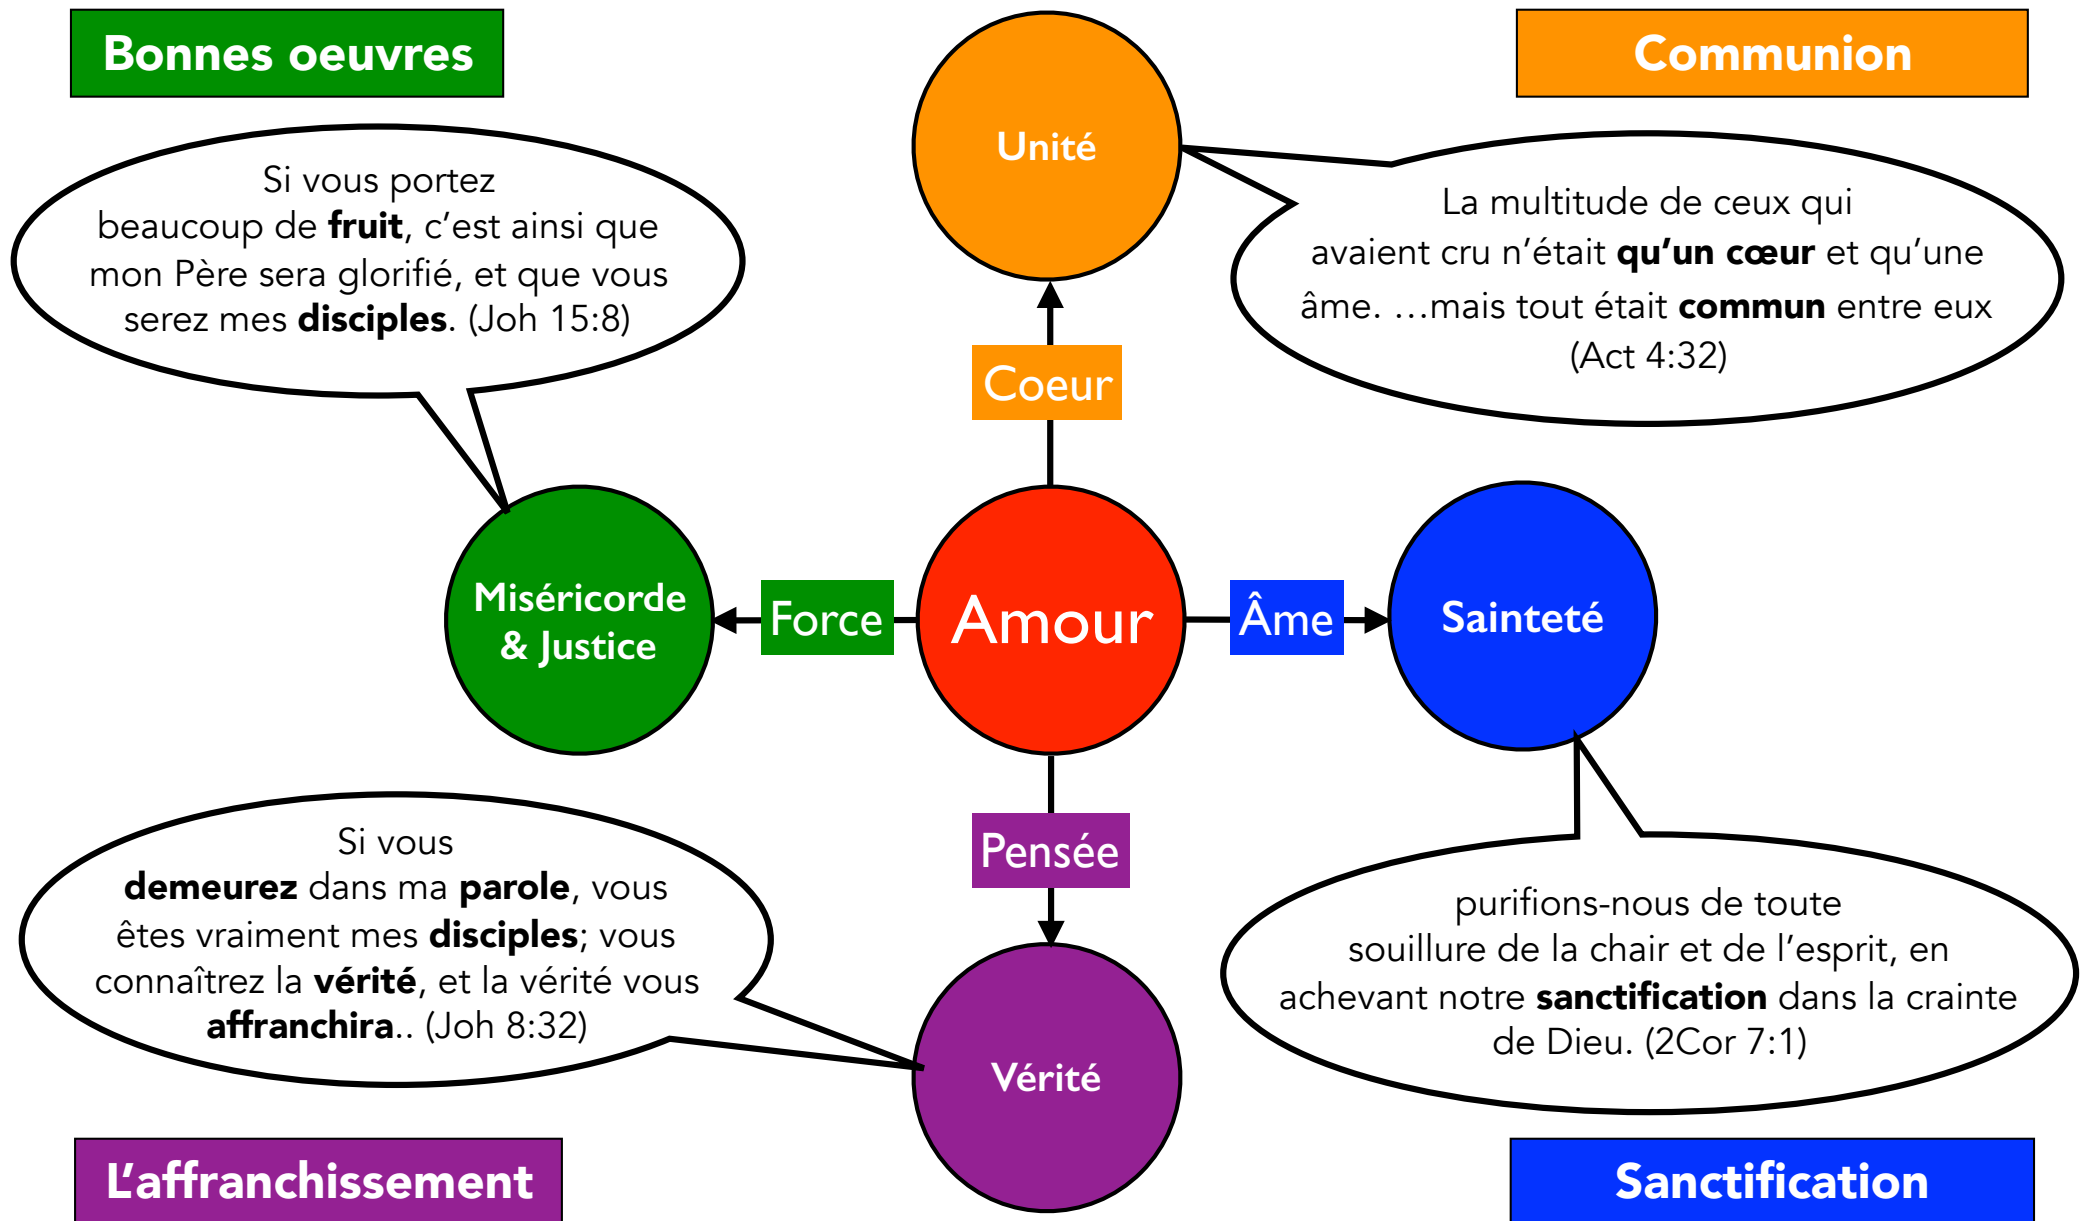 Bonnes oeuvres
Communion
Unité
Si vous portez
beaucoup de fruit, c’est ainsi que
mon Père sera glorifié, et que vous
serez mes disciples. (Joh 15:8)
La multitude de ceux qui
avaient cru n’était qu’un cœur et qu’une
âme. …mais tout était commun entre eux
(Act 4:32)
Coeur
Miséricorde
& Justice
Force
Amour
Âme
Sainteté
Pensée
Si vous
demeurez dans ma parole, vous
êtes vraiment mes disciples; vous
connaîtrez la vérité, et la vérité vous
affranchira.. (Joh 8:32)
purifions-nous de toute
souillure de la chair et de l’esprit, en
achevant notre sanctification dans la crainte
de Dieu. (2Cor 7:1)
Vérité
L’affranchissement
Sanctification